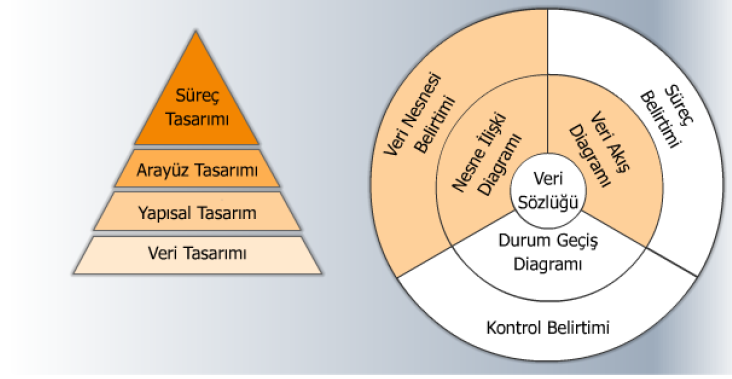 Süreç
Tasarımı
Arayüz Tasarımı
Yapısal Tasarım
Veri Tasarımı
Veri Nesnesi
Belirtimi
Nesne İlişki
Diagramı
Veri Akış
Diagramı
Süreç
Belirtimi
Veri
Sözlüğü
Durum Geçiş
Diagramı
Kontrol Belirtimi